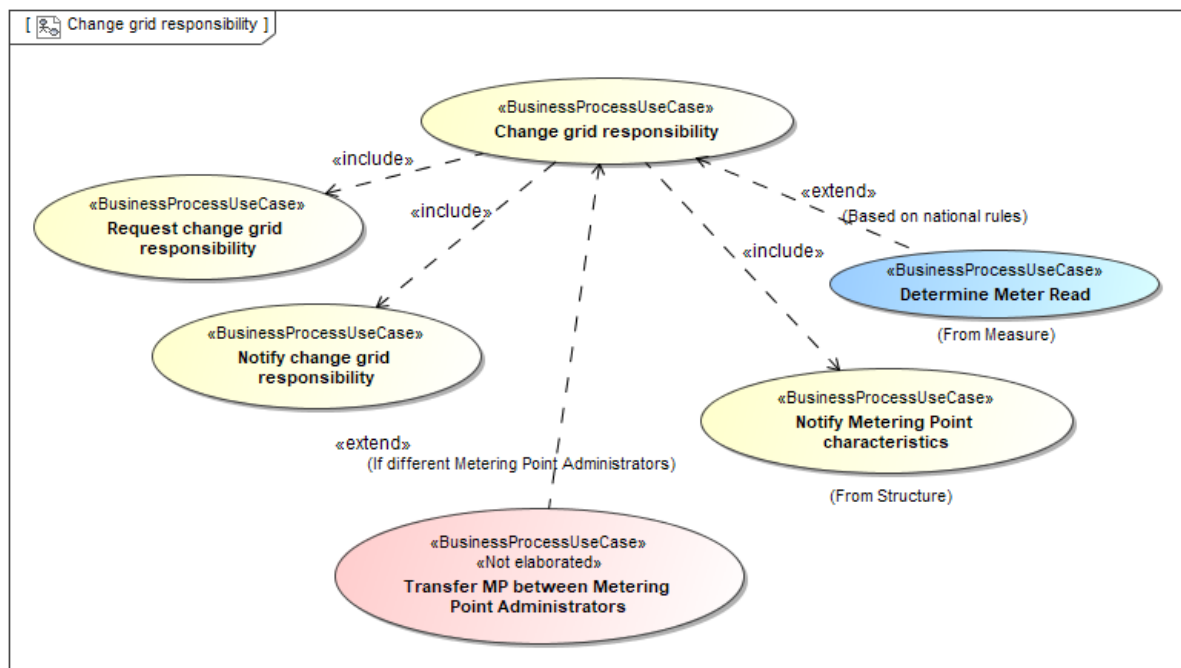 [ Change grid responsibility ]
«BusinessProcessUseCase»
Change grid responsibility
«include»
«BusinessProcessUseCase»
Request change grid
responsibility
«include»
«extend»
(Based on national rules)
«include»
«BusinessProcessUseCase»
Determine Meter Read
(From Measure)
«BusinessProcessUseCase»
Notify change grid
responsibility
«BusinessProcessUseCase»
Notify Metering Point
characteristics
(From Structure)
«extend»
(If different Metering Point Administrators)
«BusinessProcessUseCase»
«Not elaborated»
Transfer MP between Metering
Point Administrators